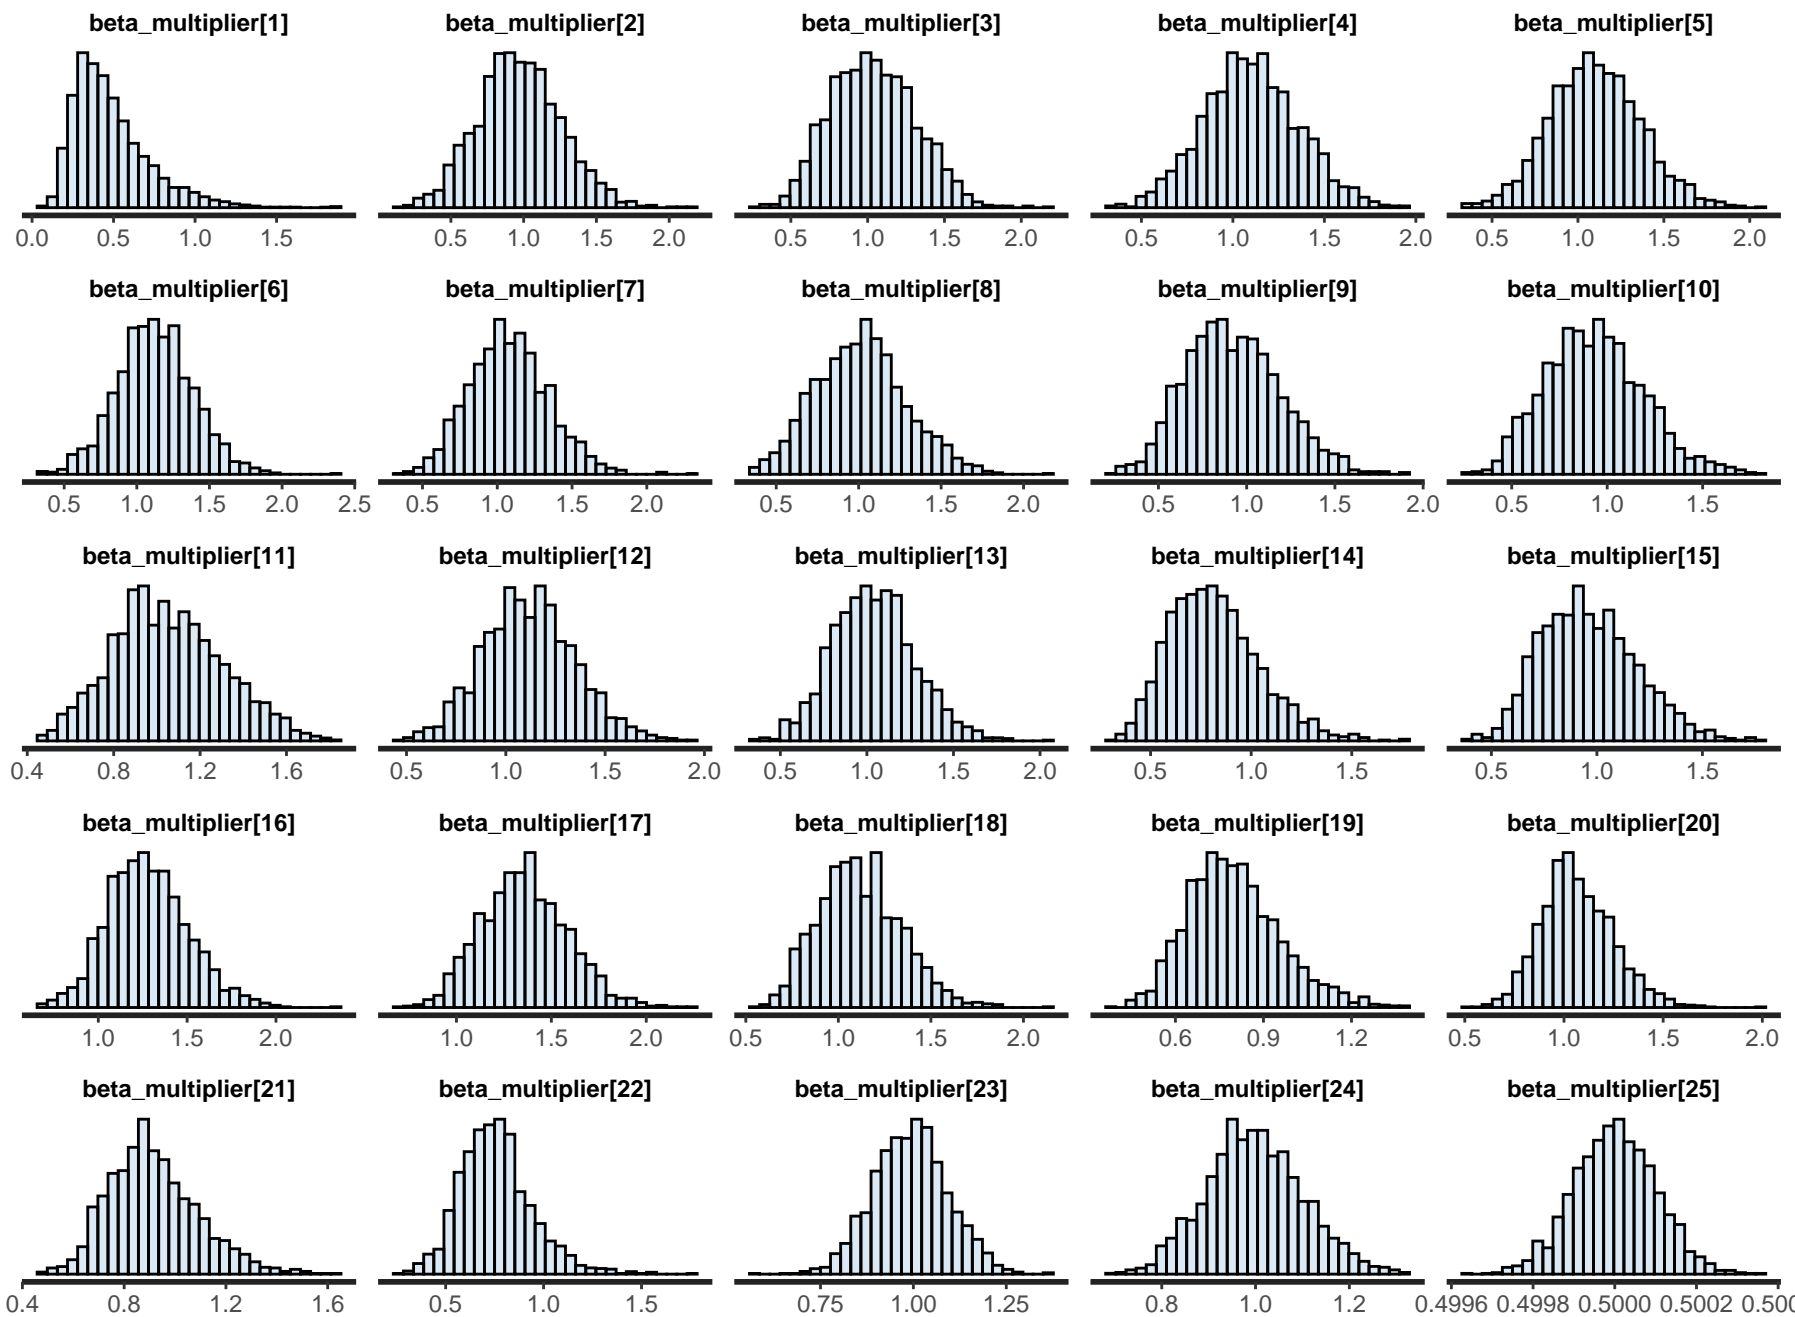 beta_multiplier[1] beta_multiplier[2] beta_multiplier[3] beta_multiplier[4] beta_multiplier[5]
0.0 0.5 1.0 1.5 0.5 1.0 1.5 2.0 0.5 1.0 1.5 2.0 0.5 1.0 1.5 2.0 0.5 1.0 1.5 2.0
beta_multiplier[6] beta_multiplier[7] beta_multiplier[8] beta_multiplier[9] beta_multiplier[10]
0.5 1.0 1.5 2.0 2.5 0.5 1.0 1.5 2.0 0.5 1.0 1.5 2.0 0.5 1.0 1.5 2.0 0.5 1.0 1.5
beta_multiplier[11] beta_multiplier[12] beta_multiplier[13] beta_multiplier[14] beta_multiplier[15]
0.4 0.8 1.2 1.6 0.5 1.0 1.5 2.0 0.5 1.0 1.5 2.0 0.5 1.0 1.5 0.5 1.0 1.5
beta_multiplier[16] beta_multiplier[17] beta_multiplier[18] beta_multiplier[19] beta_multiplier[20]
1.0 1.5 2.0 1.0 1.5 2.0 0.5 1.0 1.5 2.0 0.6 0.9 1.2 0.5 1.0 1.5 2.0
beta_multiplier[21] beta_multiplier[22] beta_multiplier[23] beta_multiplier[24] beta_multiplier[25]
0.4 0.8 1.2 1.6 0.5 1.0 1.5 0.75 1.00 1.25 0.8 1.0 1.2 0.4996 0.4998 0.5000 0.5002